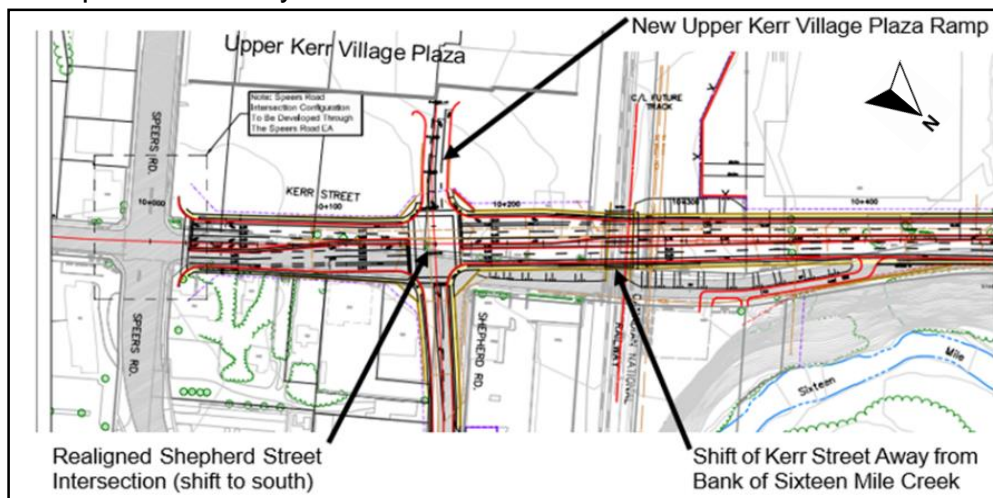 New Upper Kerr Village Plaza Ramp
Upper Kerr Village Plaza
Note: Speers Road
Intersection Configuration
To Be Developed Through
The Speers Road EA
C/L FUTURE
TRACK
N
SPEERS RD.
KERR STREET
10+000
10+100
10+200
10+300
10+400
SPEERS RD.
SHEPHERD RD.
CANADIAN NATIONAL
RAILWAY
Sixteen
Mile
Realigned Shepherd Street
Intersection (shift to south)
Shift of Kerr Street Away from
Bank of Sixteen Mile Creek